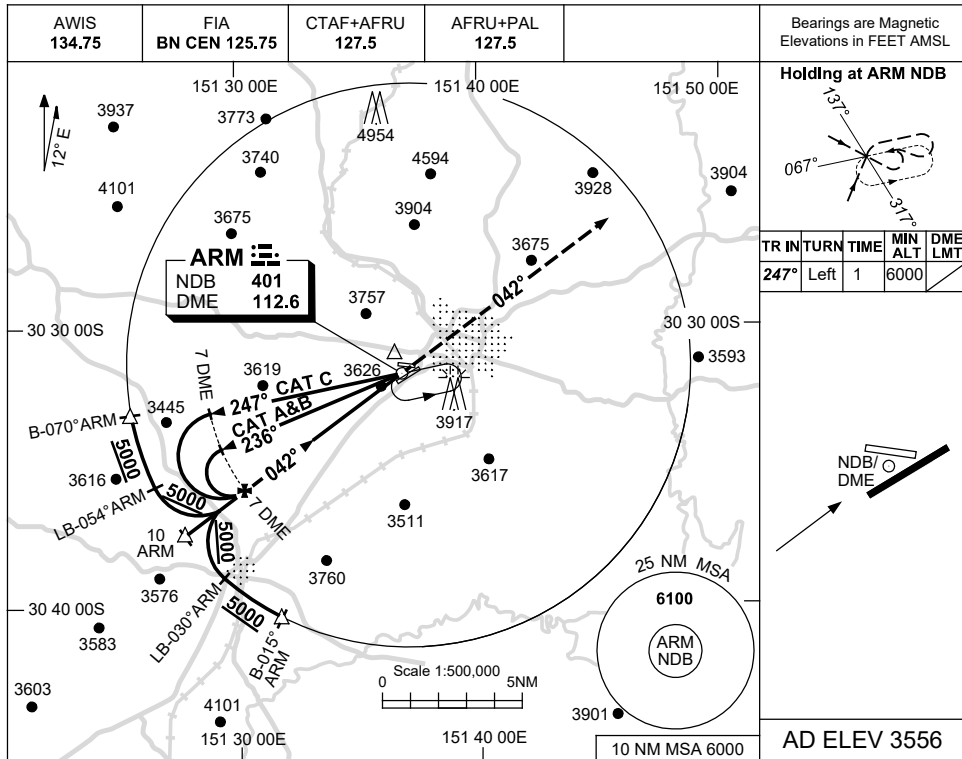 AWIS
134.75
FIA
BN CEN 125.75
CTAF+AFRU
127.5
AFRU+PAL
127.5
Bearings are Magnetic
Elevations in FEET AMSL
151 30 00E
151 40 00E
151 50 00E
12° E
3937
3773
4954
3740
4594
4101
3928
3904
3675
3904
3675
ARM
NDB 401
DME 112.6
042°
3757
30 30 00S
30 30 00S
3593
7 DME
3619
3626
247° CAT C
CAT A&B
236°
3917
B-070°ARM
3445
042°
5000
3616
5000
3617
LB-054°ARM
7 DME
3511
10
ARM
5000
3760
3576
25 NM MSA
6100
ARM
NDB
30 40 00S
LB-030°ARM
5000
B-015°
ARM
3583
Scale 1:500,000
0 5NM
3603
4101
3901
151 30 00E
151 40 00E
10 NM MSA 6000
Holding at ARM NDB
137°
067°
317°
TR IN TURN TIME MIN ALT DME LMT
247° Left 1 6000
NDB/
DME
AD ELEV 3556